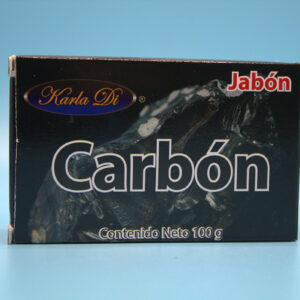 Jabón
Karla Di ®
Carbón
Contenido Neto 100 g